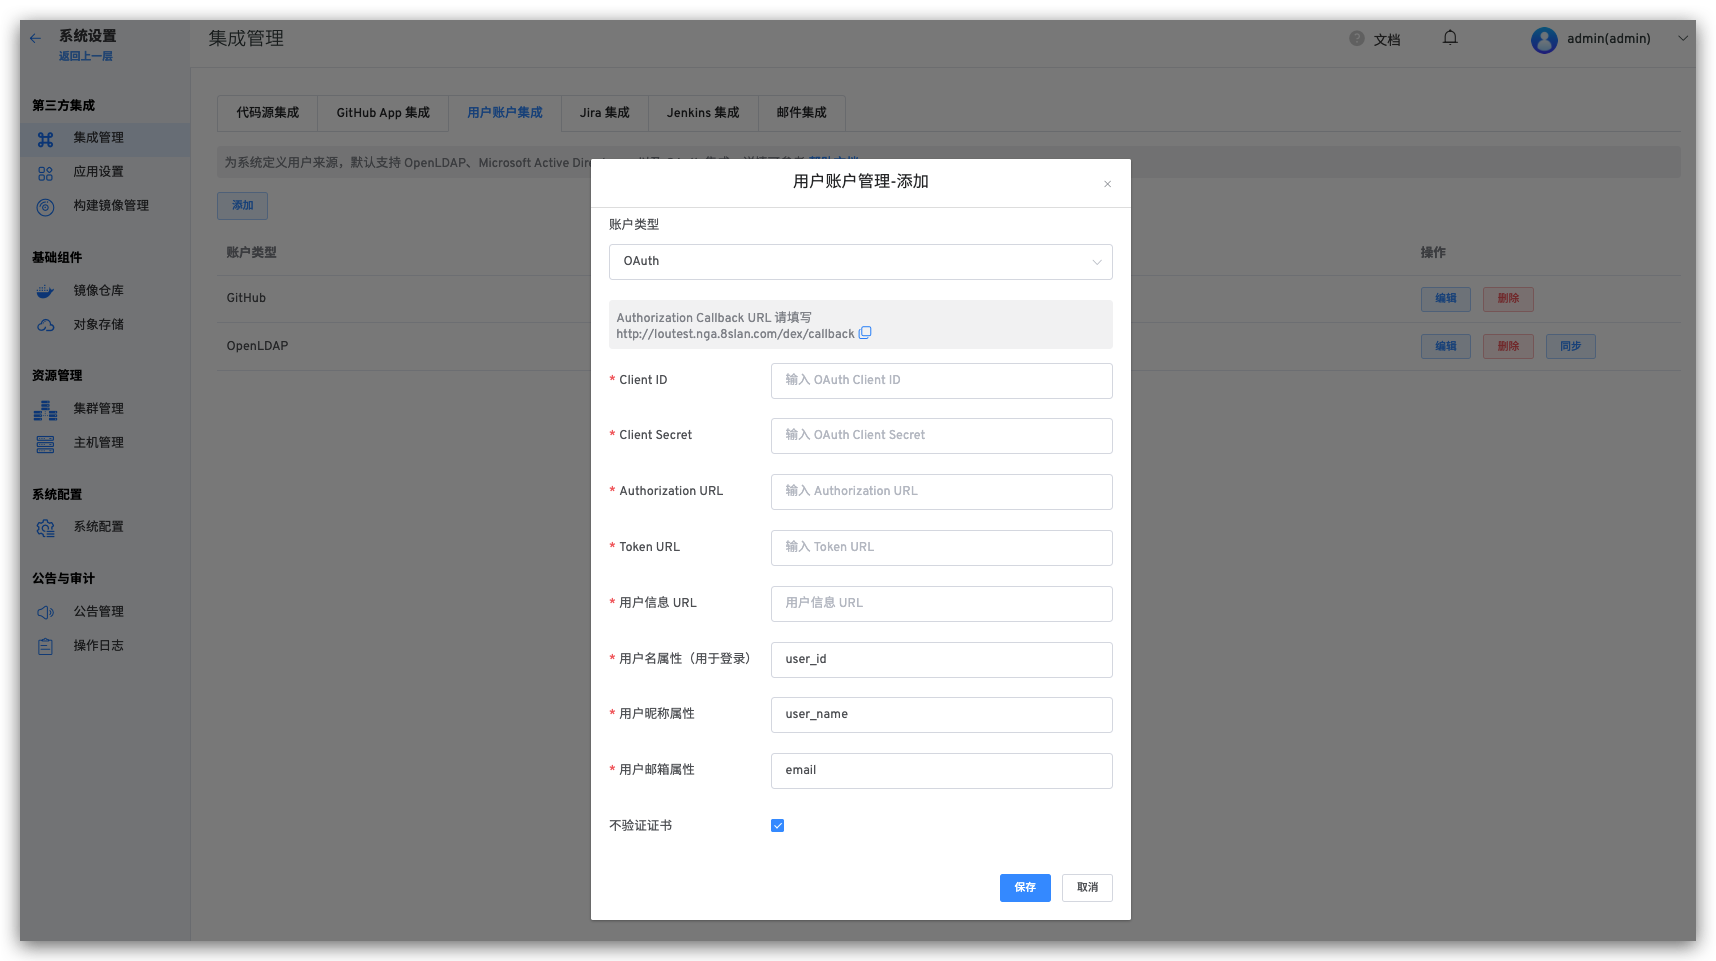 系统设置
返回上一层
集成管理
文档
admin(admin)
第三方集成
集成管理
应用设置
构建镜像管理
基础组件
镜像仓库
对象存储
资源管理
集群管理
主机管理
系统配置
系统配置
公告与审计
公告管理
操作日志
代码源集成
GitHub App 集成
用户账户集成
Jira 集成
Jenkins 集成
邮件集成
为系统定义用户来源，默认支持 OpenLDAP、Microsoft Active Dire
添加
账户类型
操作
GitHub
编辑
删除
OpenLDAP
编辑
删除
同步
用户账户管理-添加
账户类型
OAuth
Authorization Callback URL 请填写
http://loutest.nga.8slan.com/dex/callback
* Client ID
输入 OAuth Client ID
* Client Secret
输入 OAuth Client Secret
* Authorization URL
输入 Authorization URL
* Token URL
输入 Token URL
* 用户信息 URL
用户信息 URL
* 用户名属性（用于登录）
user_id
* 用户昵称属性
user_name
* 用户邮箱属性
email
不验证证书
保存
取消